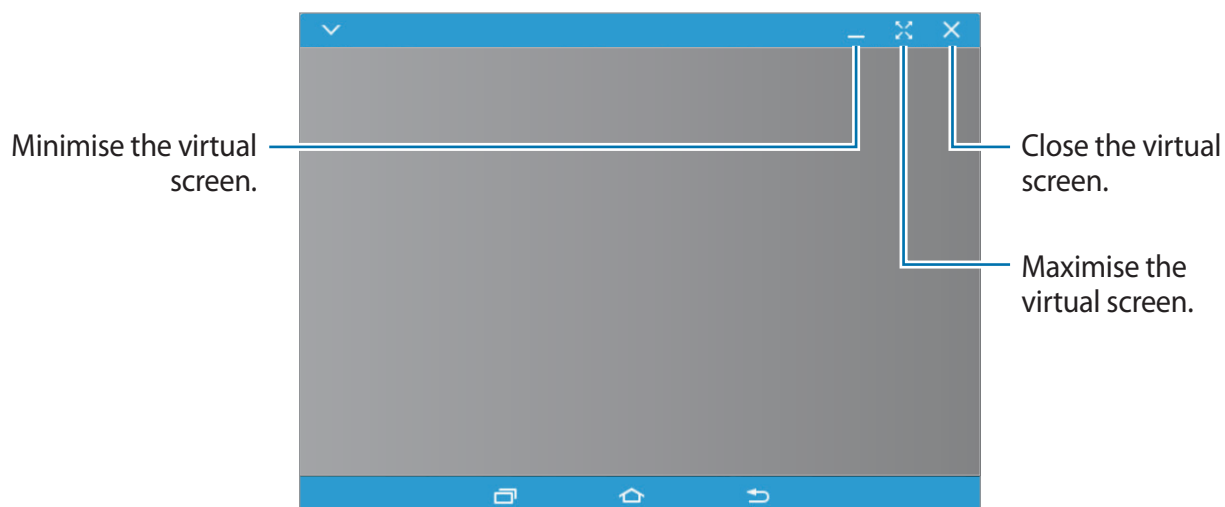 Minimise the virtual
screen.
Close the virtual
screen.
Maximise the
virtual screen.